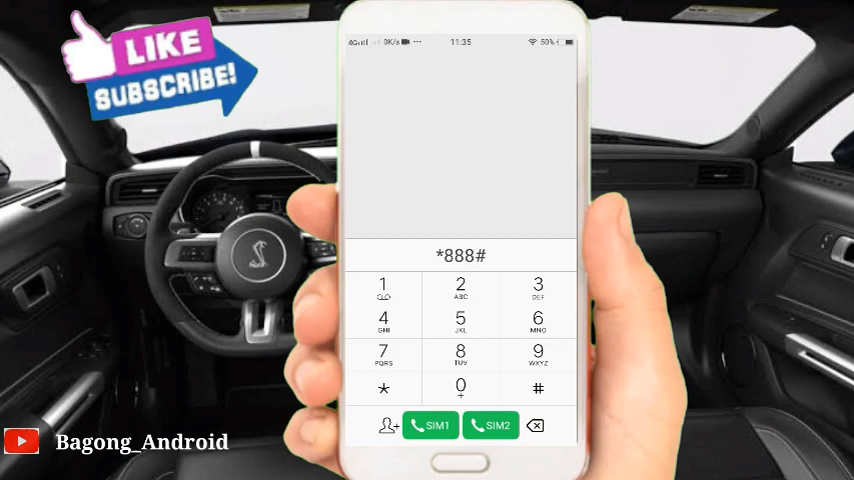 LIKE
SUBSCRIBE!
4G 0K/s ... 11:35 50%
*888#
1 2 3
ABC DEF
4 5 6
GHI JKL MNO
7 8 9
PQRS TUV WXYZ
* 0 #
+
SIM1 SIM2
Bagong_Android